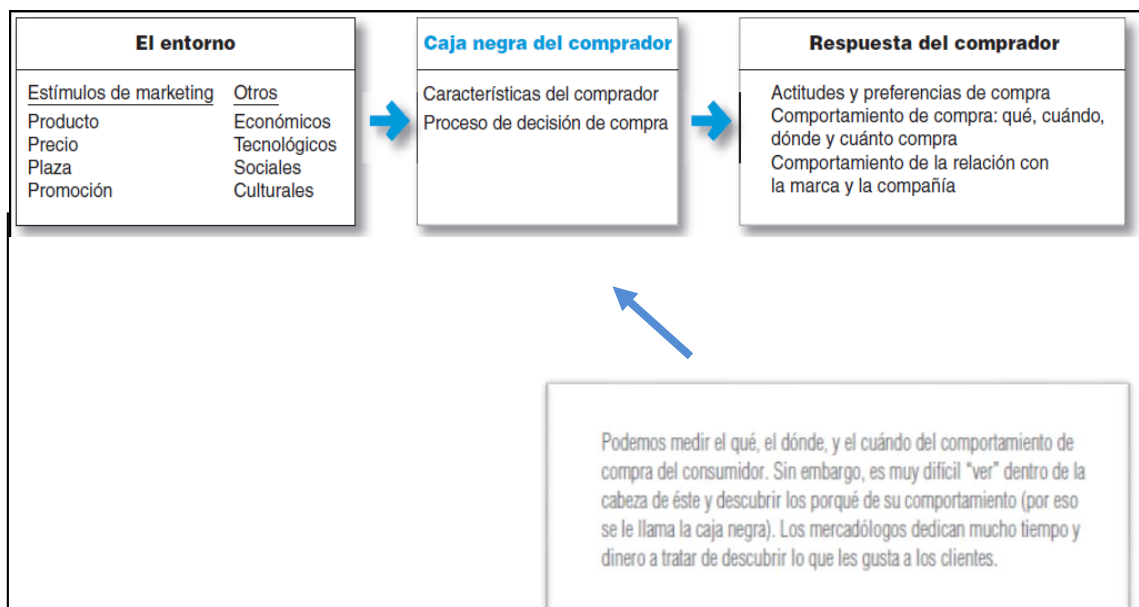 El entorno
Estímulos de marketing Otros
Producto Económicos
Precio Tecnológicos
Plaza Sociales
Promoción Culturales
Caja negra del comprador
Características del comprador
Proceso de decisión de compra
Respuesta del comprador
Actitudes y preferencias de compra
Comportamiento de compra: qué, cuándo,
dónde y cuánto compra
Comportamiento de la relación con
la marca y la compañía
Podemos medir el qué, el dónde, y el cuándo del comportamiento de
compra del consumidor. Sin embargo, es muy difícil "ver" dentro de la
cabeza de éste y descubrir los porqué de su comportamiento (por eso
se le llama la caja negra). Los mercadólogos dedican mucho tiempo y
dinero a tratar de descubrir lo que les gusta a los clientes.